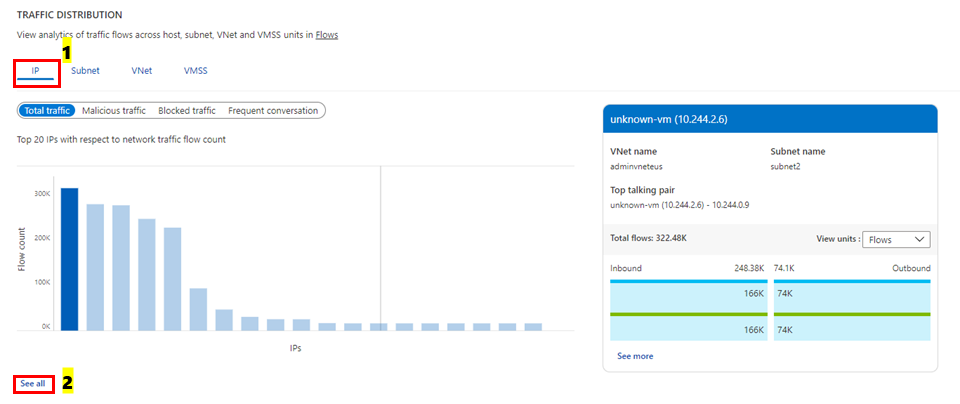 TRAFFIC DISTRIBUTION
View analytics of traffic flows across host, subnet, VNet and VMSS units in Flows
1
IP Subnet VNet VMSS
Total traffic Malicious traffic Blocked traffic Frequent conversation
Top 20 IPs with respect to network traffic flow count
300K
200K
100K
0K
Flow count
IPs
See all 2
unknown-vm (10.244.2.6)
VNet name Subnet name
adminvneteus subnet2
Top talking pair
unknown-vm (10.244.2.6) - 10.244.0.9
Total flows: 322.48K View units : Flows
Inbound 248.38K 74.1K Outbound
166K 74K
166K 74K
See more